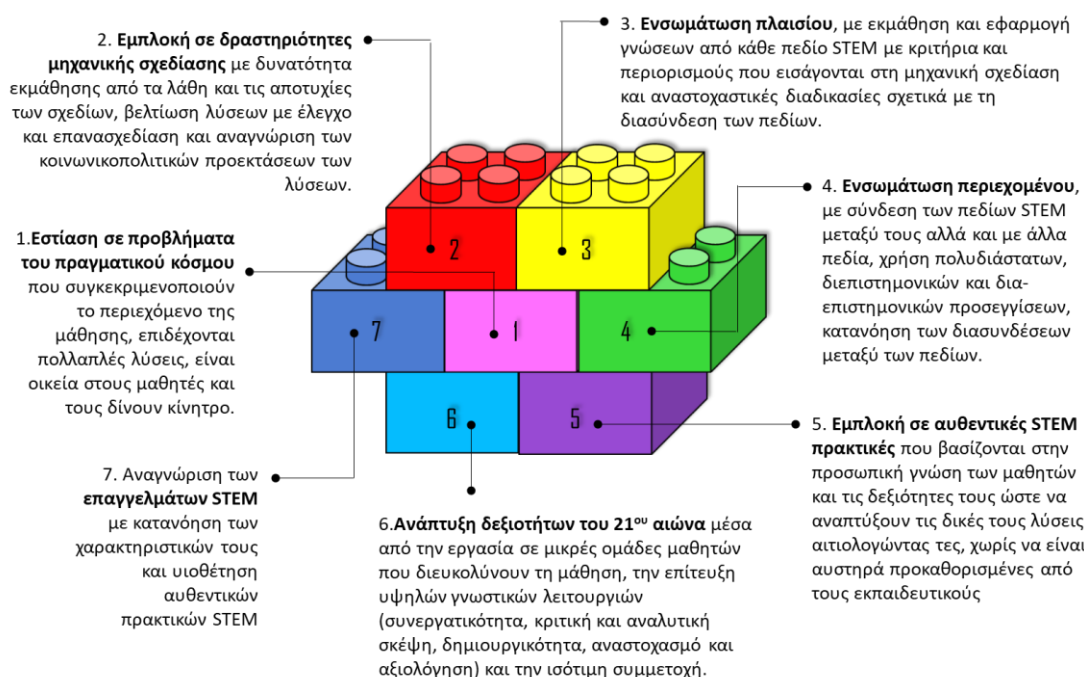 2. Εμπλοκή σε δραστηριότητες
μηχανικής σχεδίασης με δυνατότητα
εκμάθησης από τα λάθη και τις αποτυχίες
των σχεδίων, βελτίωση λύσεων με έλεγχο
και επανασχεδίαση και αναγνώριση των
κοινωνικοπολιτικών προεκτάσεων των
λύσεων.
3. Ενσωμάτωση πλαισίου, με εκμάθηση και εφαρμογή
γνώσεων από κάθε πεδίο STEM με κριτήρια και
περιορισμούς που εισάγονται στη μηχανική σχεδίαση
και αναστοχαστικές διαδικασίες σχετικά με τη
διασύνδεση των πεδίων.
1.Εστίαση σε προβλήματα
του πραγματικού κόσμου
που συγκεκριμενοποιούν
το περιεχόμενο της
μάθησης, επιδέχονται
πολλαπλές λύσεις, είναι
οικεία στους μαθητές και
τους δίνουν κίνητρο.
2
3
7
1
4
6
5
4. Ενσωμάτωση περιεχομένου,
με σύνδεση των πεδίων STEM
μεταξύ τους αλλά και με άλλα
πεδία, χρήση πολυδιάστατων,
διεπιστημονικών και δια-
επιστημονικών προσεγγίσεων,
κατανόηση των διασυνδέσεων
μεταξύ των πεδίων.
7. Αναγνώριση των
επαγγελμάτων STEM
με κατανόηση των
χαρακτηριστικών τους
και υιοθέτηση
αυθεντικών
πρακτικών STEM
6.Ανάπτυξη δεξιοτήτων του 21ου αιώνα μέσα
από την εργασία σε μικρές ομάδες μαθητών
που διευκολύνουν τη μάθηση, την επίτευξη
υψηλών γνωστικών λειτουργιών
(συνεργατικότητα, κριτική και αναλυτική
σκέψη, δημιουργικότητα, αναστοχασμό και
αξιολόγηση) και την ισότιμη συμμετοχή.
5. Εμπλοκή σε αυθεντικές STEM
πρακτικές που βασίζονται στην
προσωπική γνώση των μαθητών
και τις δεξιότητες τους ώστε να
αναπτύξουν τις δικές τους λύσεις
αιτιολογώντας τες, χωρίς να είναι
αυστηρά προκαθορισμένες από
τους εκπαιδευτικούς